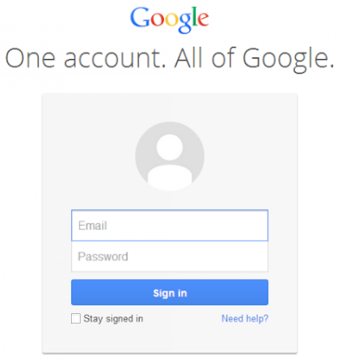 Google
One account. All of Google.
Email
Password
Sign in
Stay signed in
Need help?